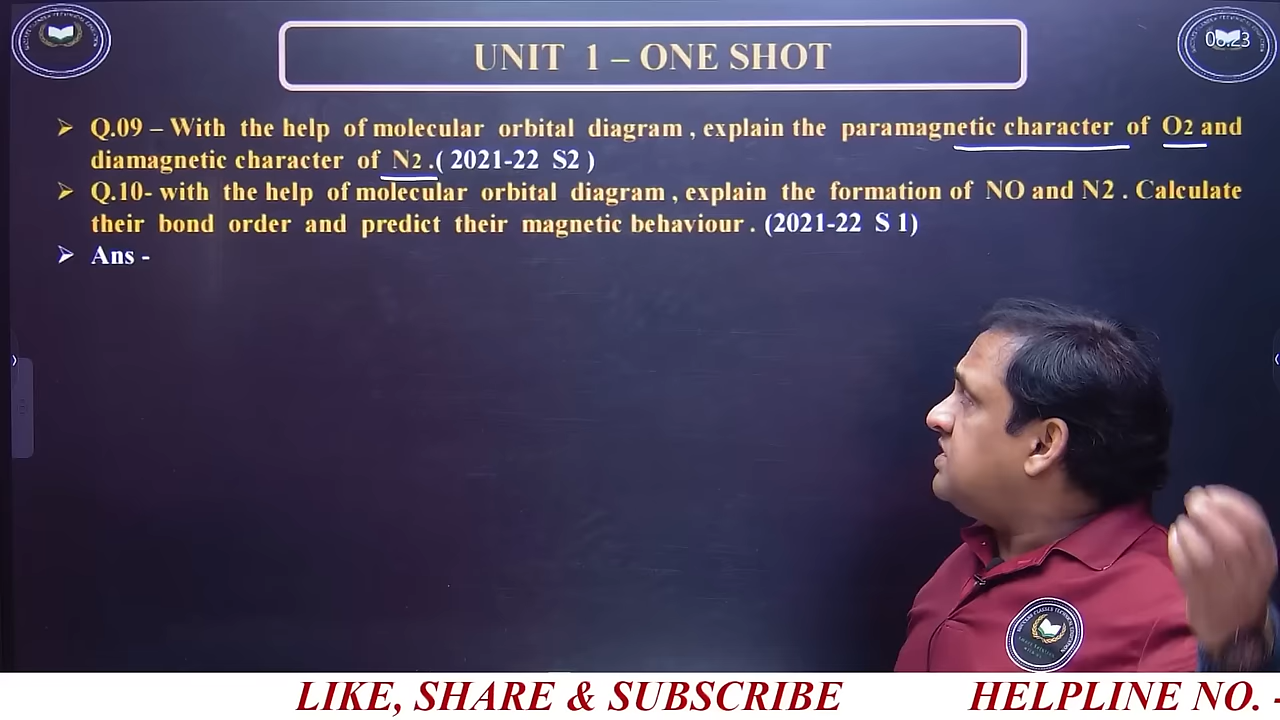 UNIT 1 – ONE SHOT
Q.09 – With the help of molecular orbital diagram , explain the paramagnetic character of O2 and
diamagnetic character of N2 .( 2021-22 S2 )
Q.10- with the help of molecular orbital diagram , explain the formation of NO and N2 . Calculate
their bond order and predict their magnetic behaviour . (2021-22 S 1)
Ans -
LIKE, SHARE & SUBSCRIBE HELPLINE NO. -